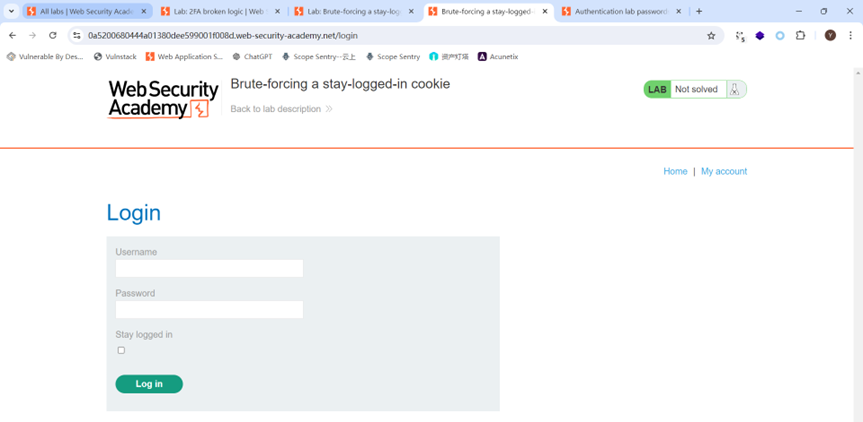 All labs | Web Security Acade
Lab: 2FA broken logic | Web S
Lab: Brute-forcing a stay-logg
Brute-forcing a stay-logged-
Authentication lab password
0a5200680444a01380dee599001f008d.web-security-academy.net/login
Y
Vulnerable By Des...
Vulnstack
Web Application S...
ChatGPT
Scope Sentry--云上
Scope Sentry
资产灯塔
Acunetix
Web Security Academy
Brute-forcing a stay-logged-in cookie
Back to lab description
LAB Not solved
Home | My account
Login
Username
Password
Stay logged in
Log in